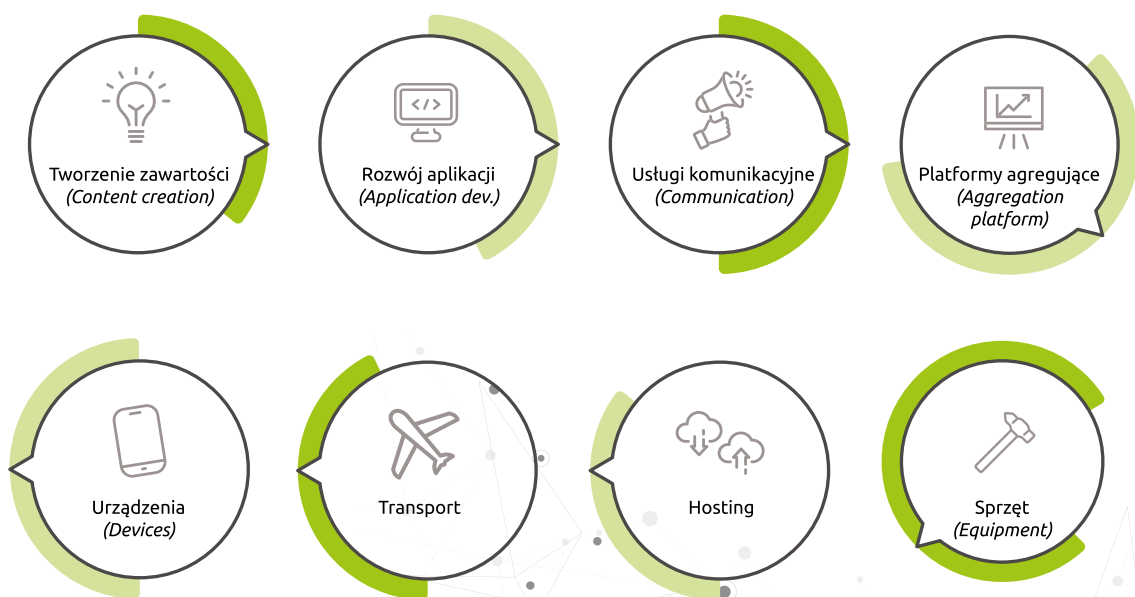 Tworzenie zawartości
(Content creation)
Rozwój aplikacji
(Application dev.)
Usługi komunikacyjne
(Communication)
Platformy agregujące
(Aggregation
platform)
Urządzenia
(Devices)
Transport
Hosting
Sprzęt
(Equipment)